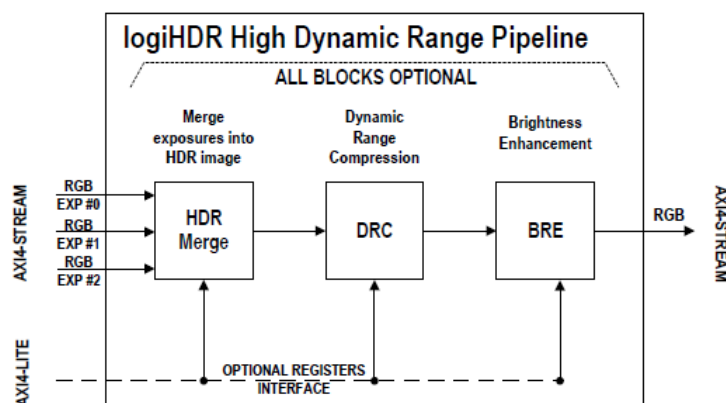 logiHDR High Dynamic Range Pipeline
ALL BLOCKS OPTIONAL
Merge
exposures into
HDR image
Dynamic
Range
Compression
Brightness
Enhancement
AXI4-STREAM
RGB
EXP #0
RGB
EXP #1
RGB
EXP #2
HDR
Merge
DRC
BRE
RGB
AXI4-STREAM
AXI4-LITE
OPTIONAL REGISTERS
INTERFACE